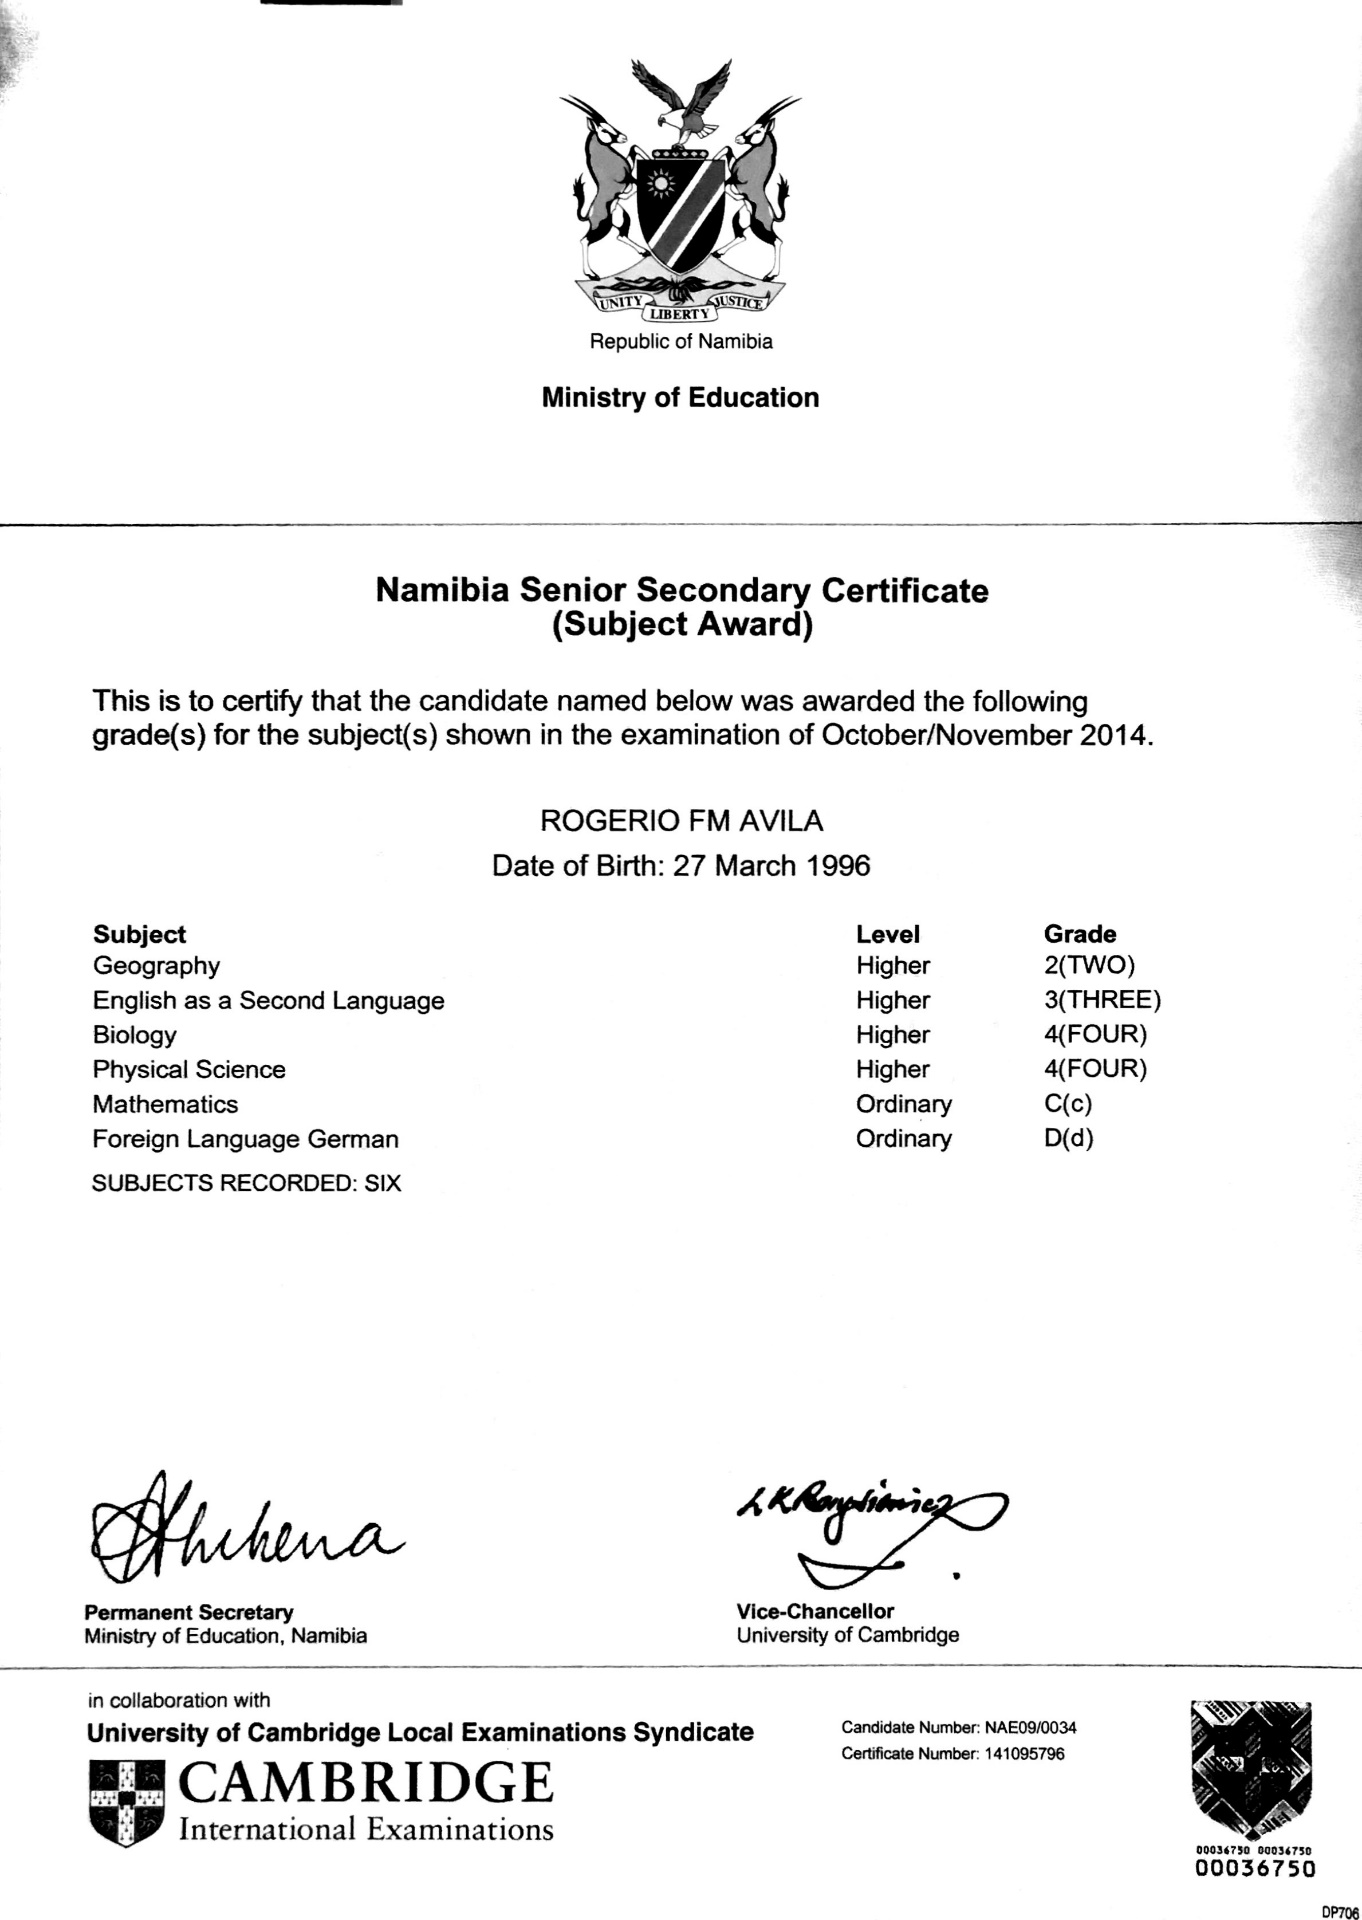 UNITY
LIBERTY
JUSTICE
Republic of Namibia
Ministry of Education
Namibia Senior Secondary Certificate
(Subject Award)
This is to certify that the candidate named below was awarded the following
grade(s) for the subject(s) shown in the examination of October/November 2014.
ROGERIO FM AVILA
Date of Birth: 27 March 1996
Subject Level Grade
Geography Higher 2(TWO)
English as a Second Language Higher 3(THREE)
Biology Higher 4(FOUR)
Physical Science Higher 4(FOUR)
Mathematics Ordinary C(c)
Foreign Language German Ordinary D(d)
SUBJECTS RECORDED: SIX
Permanent Secretary
Ministry of Education, Namibia
Vice-Chancellor
University of Cambridge
in collaboration with
University of Cambridge Local Examinations Syndicate
CAMBRIDGE
International Examinations
Candidate Number: NAE09/0034
Certificate Number: 141095796
00036750 00036750
00036750
DP706